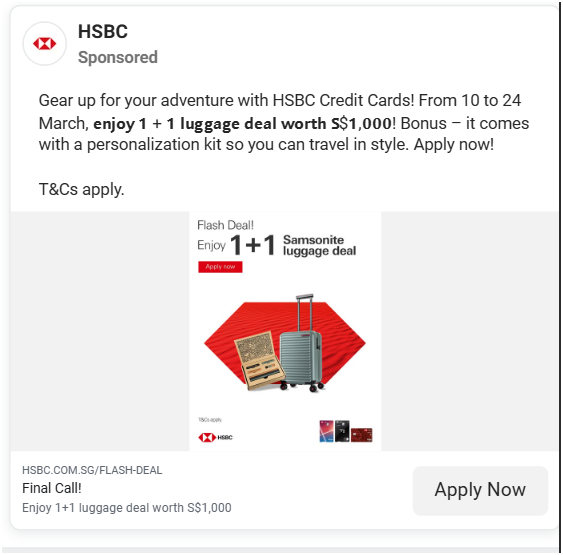 HSBC
Sponsored
Gear up for your adventure with HSBC Credit Cards! From 10 to 24
March, enjoy 1 + 1 luggage deal worth S$1,000! Bonus – it comes
with a personalization kit so you can travel in style. Apply now!
T&Cs apply.
Flash Deal!
Enjoy 1+1 Samsonite
luggage deal
Apply now
T&Cs apply.
HSBC
HSBC.COM.SG/FLASH-DEAL
Final Call!
Enjoy 1+1 luggage deal worth S$1,000
Apply Now